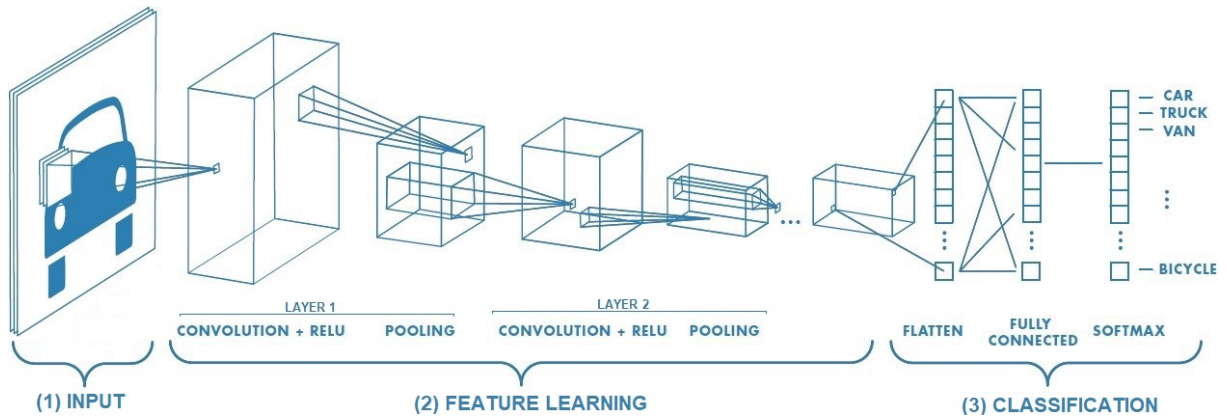 CAR
TRUCK
VAN
BICYCLE
LAYER 1
LAYER 2
CONVOLUTION + RELU
POOLING
CONVOLUTION + RELU
POOLING
FLATTEN
FULLY
CONNECTED
SOFTMAX
(1) INPUT
(2) FEATURE LEARNING
(3) CLASSIFICATION